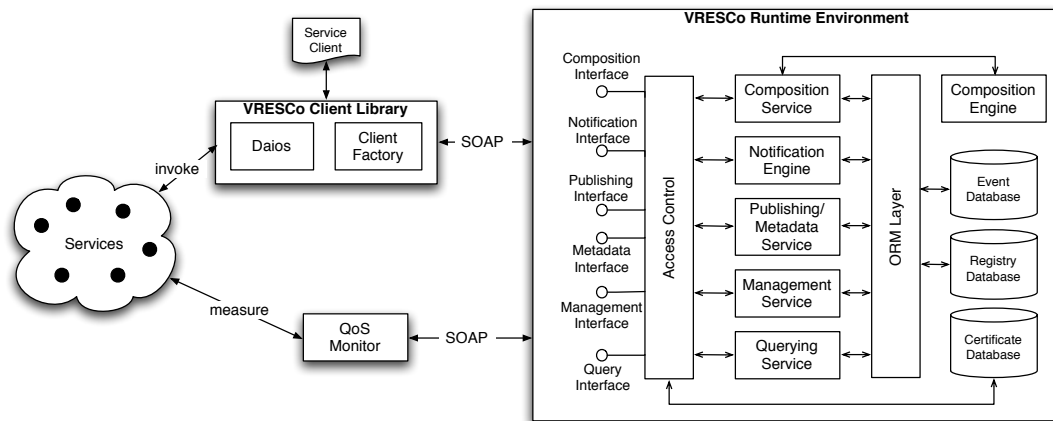 Service
Client
VRESCo Client Library
Daios
Client
Factory
SOAP
invoke
Services
measure
QoS
Monitor
SOAP
VRESCo Runtime Environment
Composition
Interface
Notification
Interface
Publishing
Interface
Metadata
Interface
Management
Interface
Query
Interface
Access Control
Composition
Service
Notification
Engine
Publishing/
Metadata
Service
Management
Service
Querying
Service
ORM Layer
Composition
Engine
Event
Database
Registry
Database
Certificate
Database